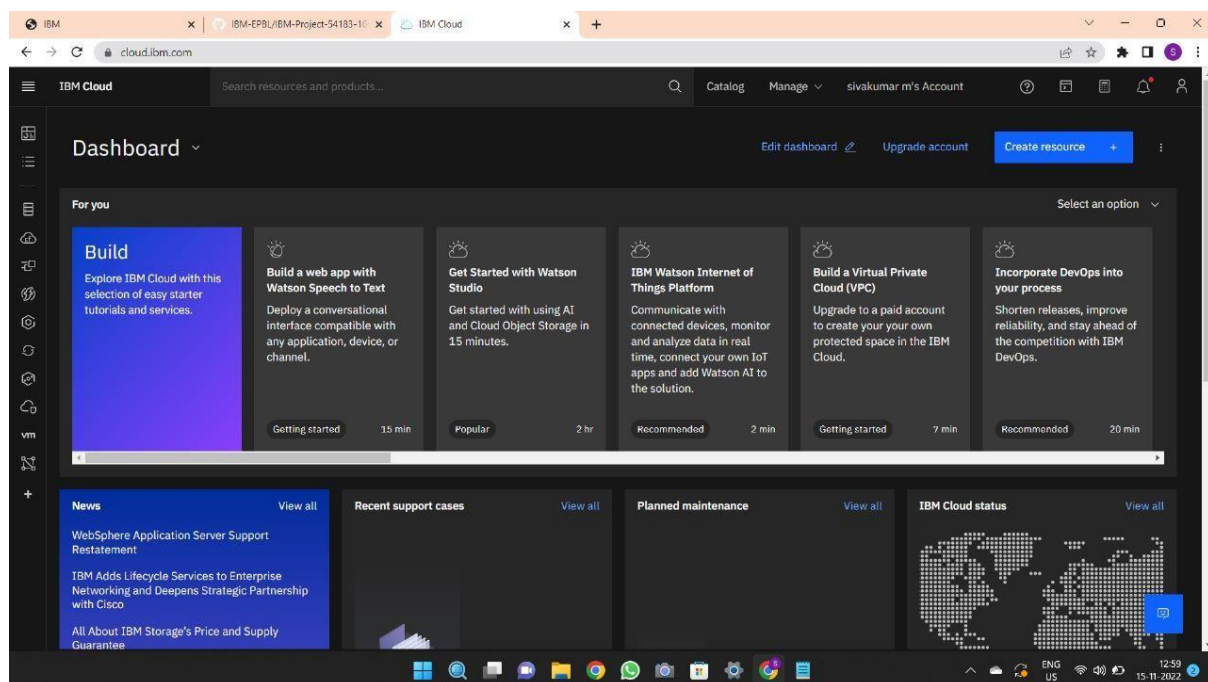 IBM
IBM-EPBL/IBM-Project-54183-16
IBM Cloud
cloud.ibm.com
S
IBM Cloud
Search resources and products...
Catalog
Manage
sivakumar m's Account
Dashboard
Edit dashboard
Upgrade account
Create resource +
For you
Select an option
Build
Explore IBM Cloud with this
selection of easy starter
tutorials and services.
Build a web app with
Watson Speech to Text
Deploy a conversational
interface compatible with
any application, device, or
channel.
Getting started 15 min
Get Started with Watson
Studio
Get started with using AI
and Cloud Object Storage in
15 minutes.
Popular 2 hr
IBM Watson Internet of
Things Platform
Communicate with
connected devices, monitor
and analyze data in real
time, connect your own IoT
apps and add Watson AI to
the solution.
Recommended 2 min
Build a Virtual Private
Cloud (VPC)
Upgrade to a paid account
to create your your own
protected space in the IBM
Cloud.
Getting started 7 min
Incorporate DevOps into
your process
Shorten releases, improve
reliability, and stay ahead of
the competition with IBM
DevOps.
Recommended 20 min
vm
News View all
WebSphere Application Server Support
Restatement
IBM Adds Lifecycle Services to Enterprise
Networking and Deepens Strategic Partnership
with Cisco
All About IBM Storage's Price and Supply
Guarantee
Recent support cases View all
Planned maintenance View all
IBM Cloud status View all
ENG
US
12:59
15-11-2022
2